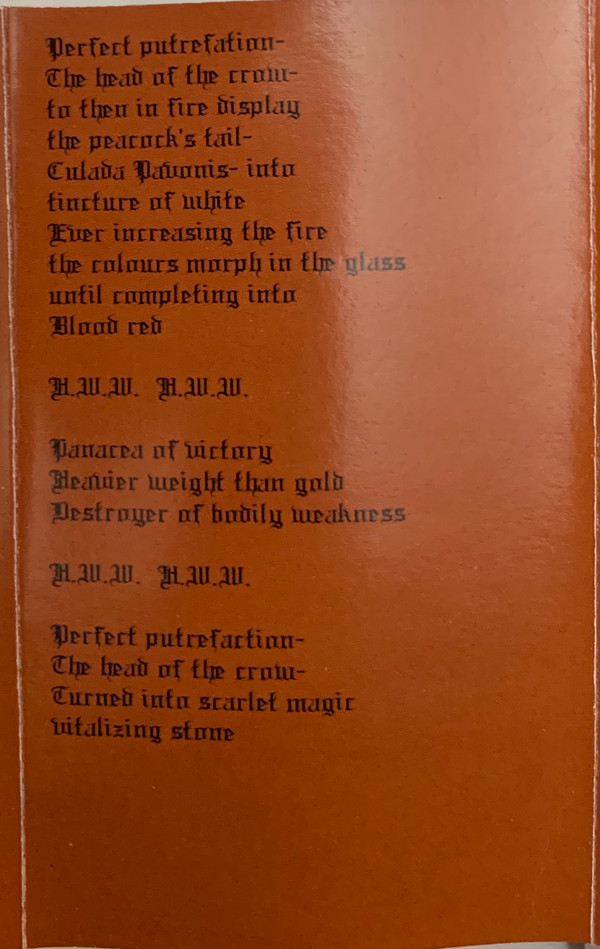 Perfect putrefation-
The head of the crow-
to then in fire display
the peacock's tail-
Culada Pavonis- into
tincture of white
Ever increasing the fire
the colours morph in the glass
until completing into
Blood red
H.W.W. H.W.W.
Panacea of victory
Heavier weight than gold
Destroyer of bodily weakness
H.W.W. H.W.W.
Perfect putrefaction-
The head of the crow-
Turned into scarlet magic
vitalizing stone